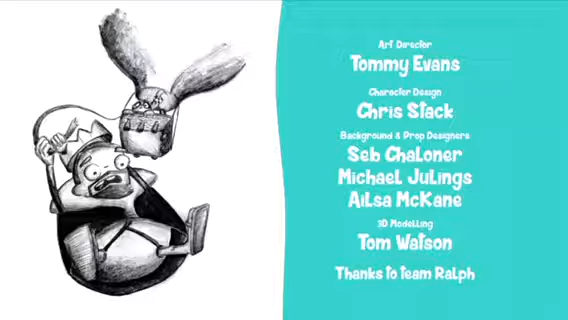 Art Director
Tommy Evans
Character Design
Chris Stack
Background & Prop Designers
Seb Chaloner
Michael Julings
Ailsa McKane
3D Modelling
Tom Watson
Thanks to team Ralph